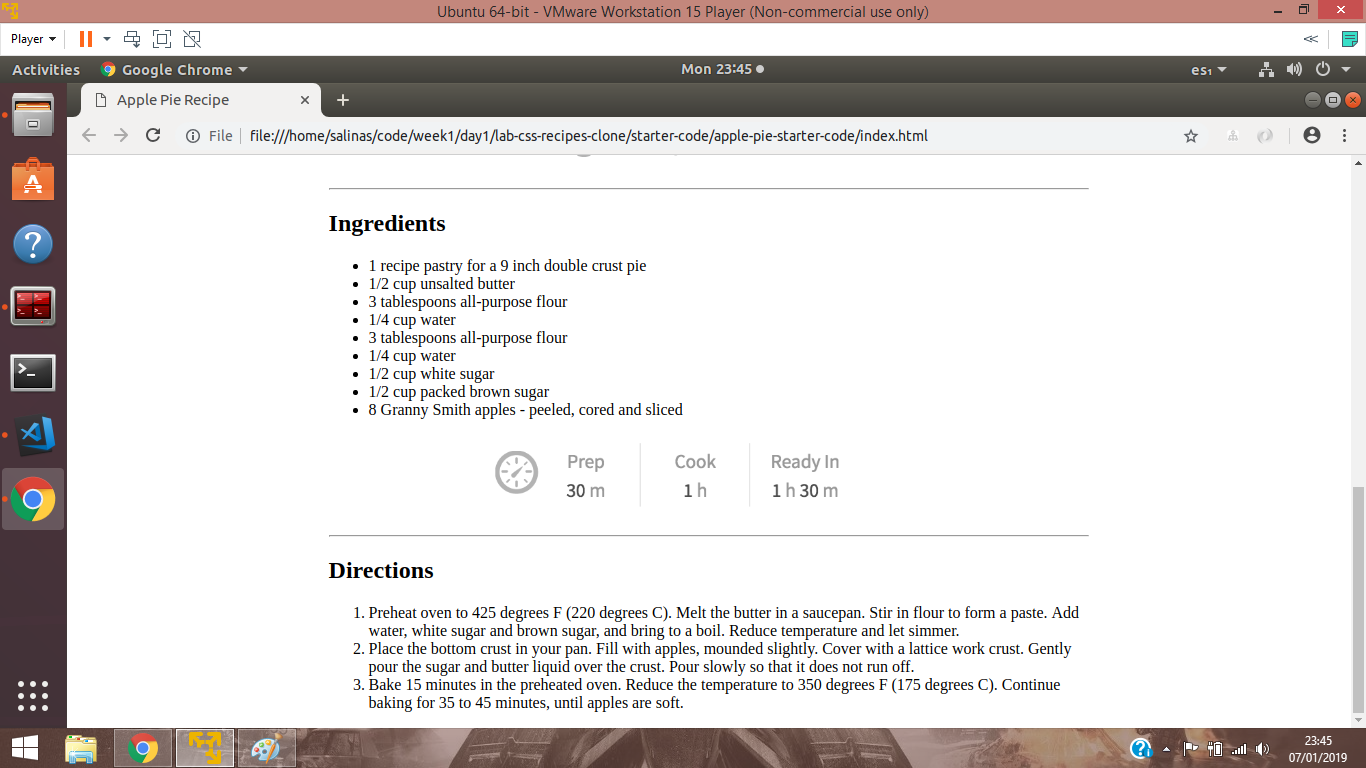 Ubuntu 64-bit - VMware Workstation 15 Player (Non-commercial use only)
Player
Activities Google Chrome Mon 23:45 es₁
Apple Pie Recipe
File file:///home/salinas/code/week1/day1/lab-css-recipes-clone/starter-code/apple-pie-starter-code/index.html
Ingredients
1 recipe pastry for a 9 inch double crust pie
1/2 cup unsalted butter
3 tablespoons all-purpose flour
1/4 cup water
3 tablespoons all-purpose flour
1/4 cup water
1/2 cup white sugar
1/2 cup packed brown sugar
8 Granny Smith apples - peeled, cored and sliced
Prep Cook Ready In
30 m 1 h 1 h 30 m
Directions
1. Preheat oven to 425 degrees F (220 degrees C). Melt the butter in a saucepan. Stir in flour to form a paste. Add
water, white sugar and brown sugar, and bring to a boil. Reduce temperature and let simmer.
2. Place the bottom crust in your pan. Fill with apples, mounded slightly. Cover with a lattice work crust. Gently
pour the sugar and butter liquid over the crust. Pour slowly so that it does not run off.
3. Bake 15 minutes in the preheated oven. Reduce the temperature to 350 degrees F (175 degrees C). Continue
baking for 35 to 45 minutes, until apples are soft.
23:45
07/01/2019